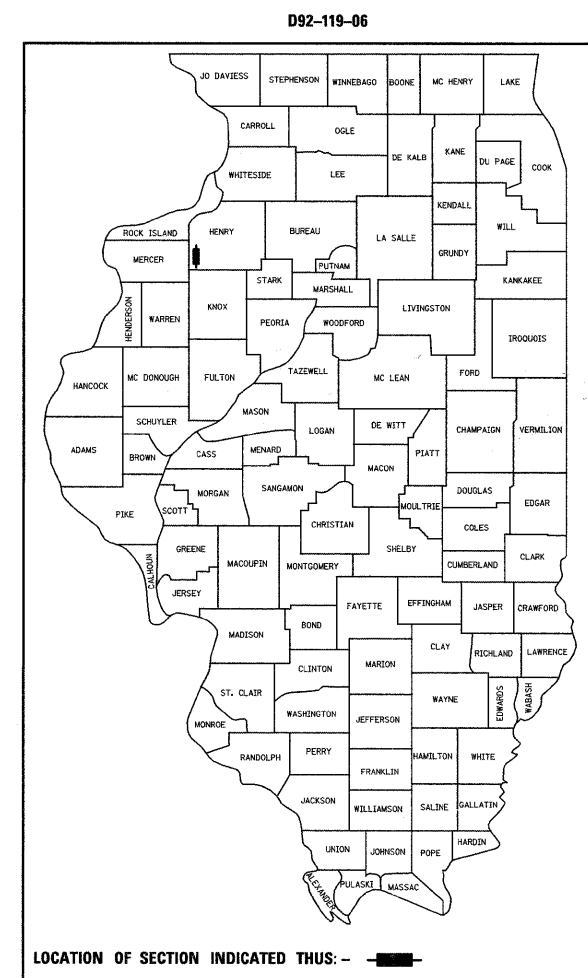 D92-119-06
JO DAVIESS STEPHENSON WINNEBAGO BOONE MC HENRY LAKE
CARROLL OGLE DE KALB KANE DU PAGE COOK
WHITESIDE LEE
KENDALL
ROCK ISLAND HENRY BUREAU LA SALLE GRUNDY WILL
MERCER PUTNAM KANKAKEE
STARK MARSHALL
HENDERSON WARREN KNOX PEORIA WOODFORD LIVINGSTON IROQUOIS
HANCOCK MC DONOUGH FULTON TAZEWELL MC LEAN FORD
SCHUYLER MASON LOGAN DE WITT CHAMPAIGN VERMILION
ADAMS BROWN CASS MENARD MACON PIATT
PIKE SCOTT MORGAN SANGAMON CHRISTIAN MOULTRIE DOUGLAS EDGAR
COLES
CALHOUN GREENE MACOUPIN MONTGOMERY SHELBY CUMBERLAND CLARK
JERSEY FAYETTE EFFINGHAM JASPER CRAWFORD
MADISON BOND CLAY RICHLAND LAWRENCE
CLINTON MARION
ST. CLAIR WAYNE EDWARDS WABASH
MONROE WASHINGTON JEFFERSON
RANDOLPH PERRY HAMILTON WHITE
FRANKLIN
JACKSON WILLIAMSON SALINE GALLATIN
UNION JOHNSON POPE HARDIN
ALEXANDER PULASKI MASSAC
LOCATION OF SECTION INDICATED THUS: -